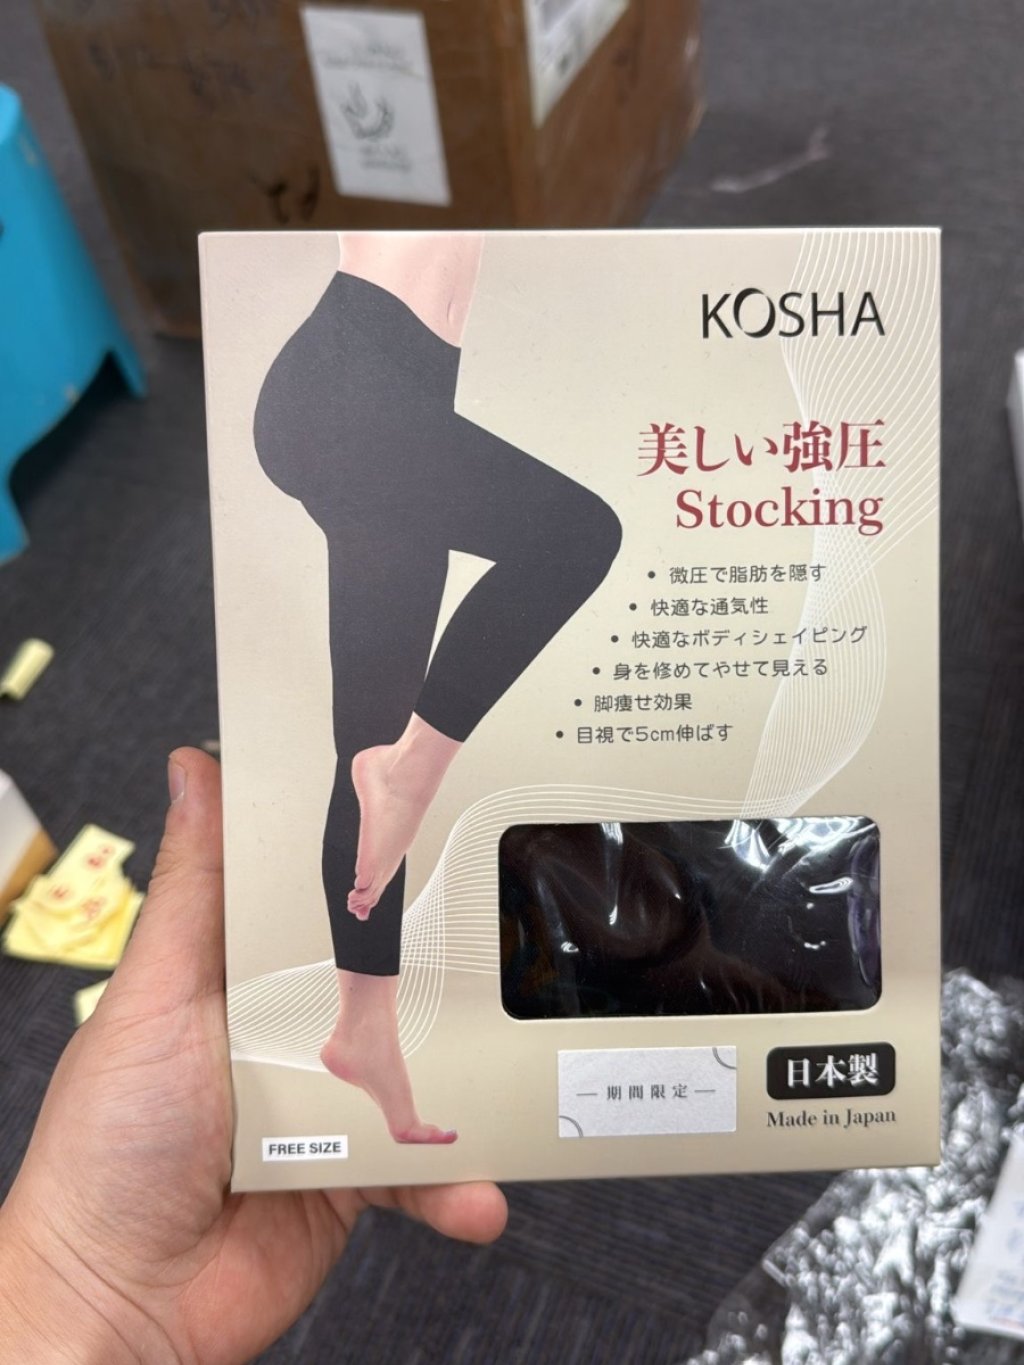 KOSHA
美しい強圧
Stocking
• 微圧で脂肪を隠す
• 快適な通気性
• 快適なボディシェイピング
• 身を修めてやせて見える
• 脚痩せ効果
• 目視で5cm伸ばす
— 期間限定 —
日本製
Made in Japan
FREE SIZE